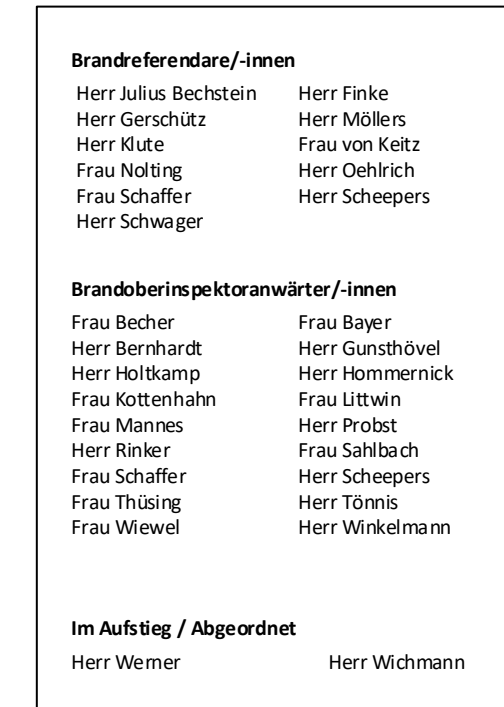 Brandreferendare/-innen
Herr Julius Bechstein Herr Finke
Herr Gerschütz Herr Möllers
Herr Klute Frau von Keitz
Frau Nolting Herr Oehlrich
Frau Schaffer Herr Scheepers
Herr Schwager
Brandoberinspektoranwärter/-innen
Frau Becher Frau Bayer
Herr Bernhardt Herr Gunsthövel
Herr Holtkamp Herr Hommernick
Frau Kottenhahn Frau Littwin
Frau Mannes Herr Probst
Herr Rinker Frau Sahlbach
Frau Schaffer Herr Scheepers
Frau Thüsing Herr Tönnis
Frau Wiewel Herr Winkelmann
Im Aufstieg / Abgeordnet
Herr Werner Herr Wichmann